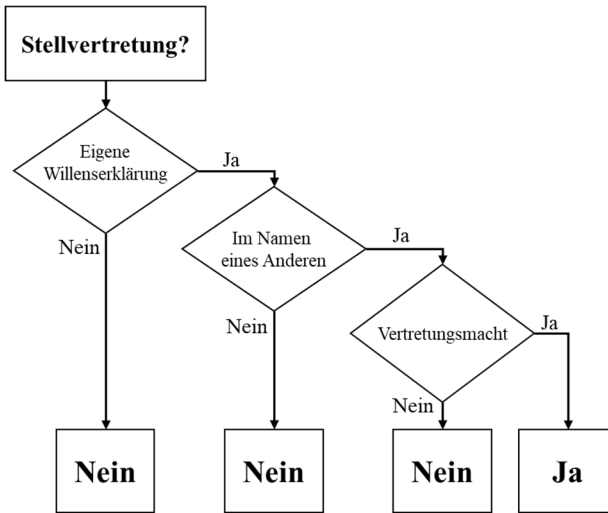 Stellvertretung?
Eigene
Willenserklärung
Ja
Nein
Im Namen
eines Anderen
Ja
Nein
Vertretungsmacht
Ja
Nein
Nein
Nein
Nein
Ja